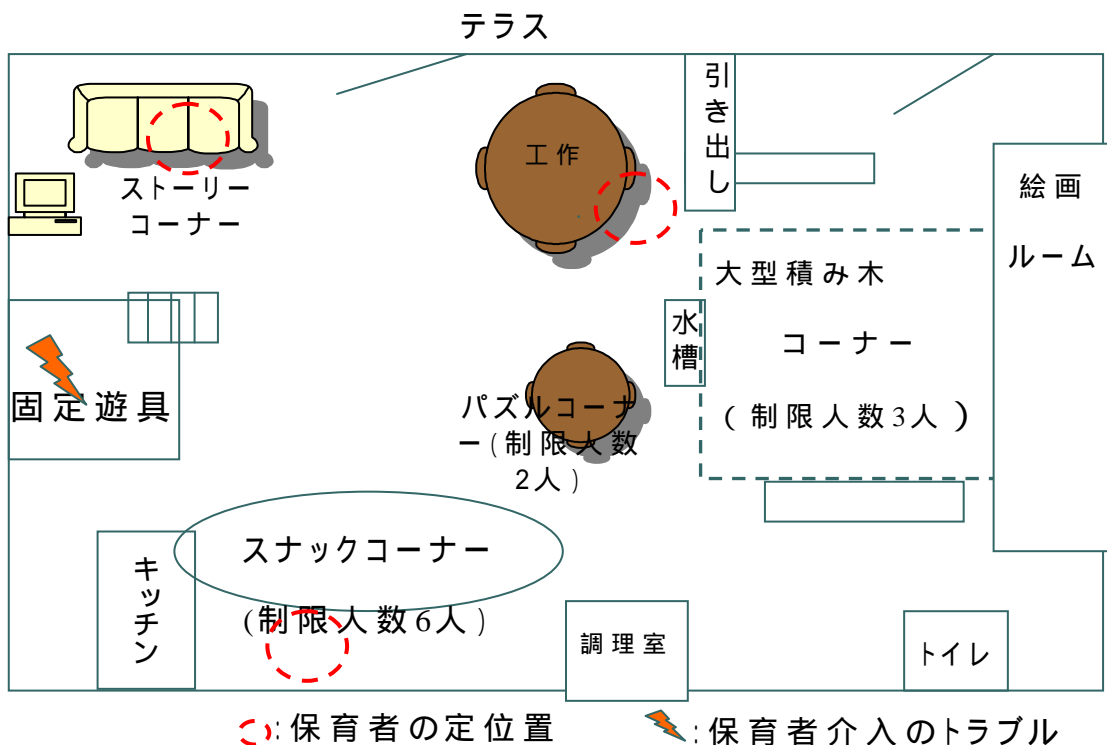 テラス
引き出し
工作
絵画
ルーム
ストーリー
コーナー
大型積み木
コーナー
(制限人数3人)
水槽
固定遊具
パズルコーナ
ー(制限人数
2人)
スナックコーナー
(制限人数6人)
キッチン
調理室
トイレ
:保育者の定位置
:保育者介入のトラブル